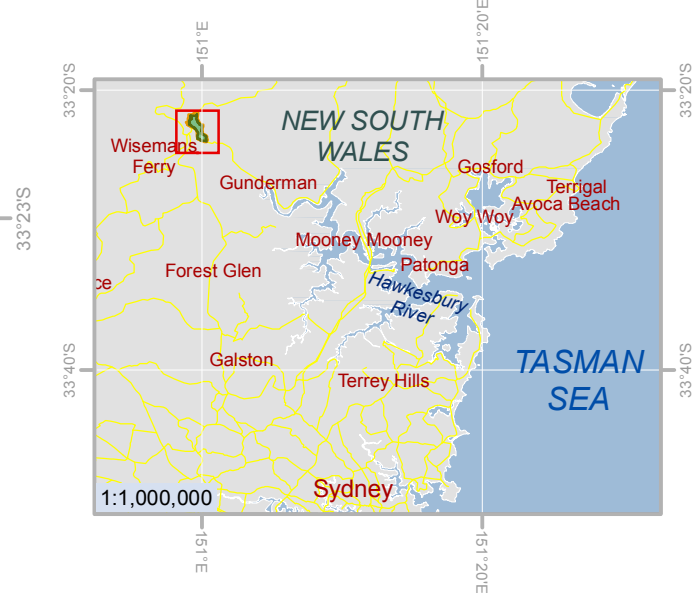 151°E
151°20'E
33°20'S
33°20'S
NEW SOUTH
WALES
Wisemans
Ferry
Gosford
Gunderman
Terrigal
Avoca Beach
Woy Woy
33°23'S
Mooney Mooney
Patonga
Forest Glen
ce
Hawkesbury
River
Galston
TASMAN
SEA
33°40'S
33°40'S
Terrey Hills
Sydney
1:1,000,000
151°E
151°20'E